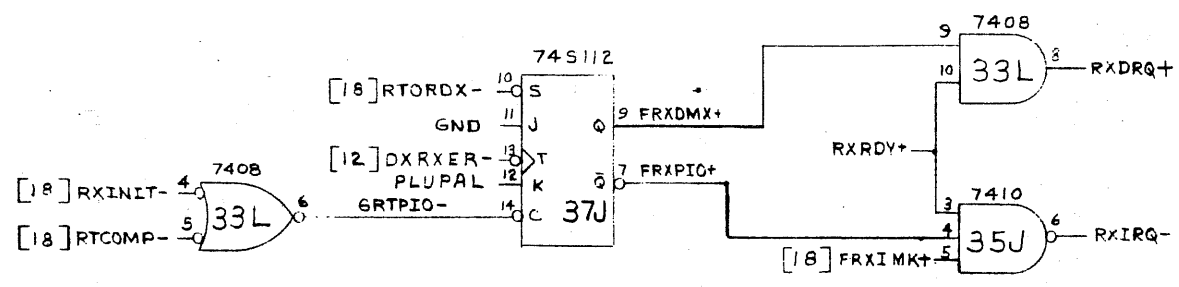 7408
9
33L
8
RXDRQ+
10
74S112
[18]RTORDX-
10
S
GND
11
J
Q
9
FRXDMX+
[12]DXRXER-
13
T
RXRDY+
PLUPAL
12
K
Q̄
7
FRXPIO+
7408
[18]RXINIT-
4
33L
6
GRTPIO-
14
C
37J
[18]RTCOMP-
5
7410
3
4
35J
6
RXIRQ-
[18]FRXIMK+
5